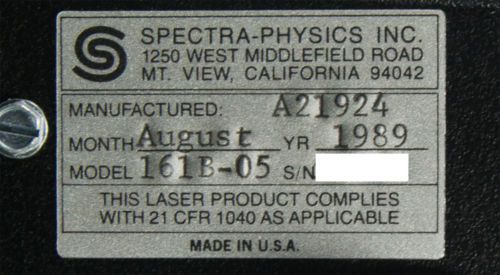 SPECTRA-PHYSICS INC.
1250 WEST MIDDLEFIELD ROAD
MT. VIEW, CALIFORNIA 94042
MANUFACTURED: A21924
MONTH August YR 1989
MODEL 161B-05 S/N
THIS LASER PRODUCT COMPLIES
WITH 21 CFR 1040 AS APPLICABLE
MADE IN U.S.A.